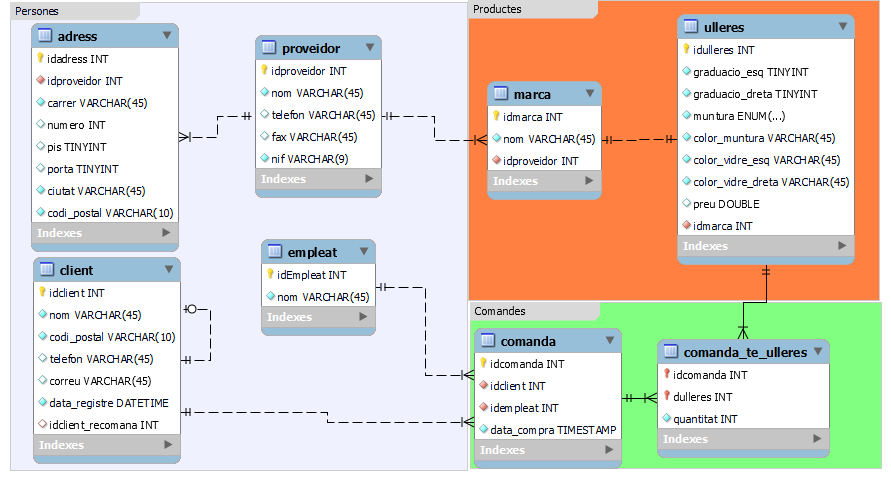 Persones
adress
idadress INT
idproveidor INT
carrer VARCHAR(45)
numero INT
pis TINYINT
porta TINYINT
ciutat VARCHAR(45)
codi_postal VARCHAR(10)
Indexes
proveidor
idproveidor INT
nom VARCHAR(45)
telefon VARCHAR(45)
fax VARCHAR(45)
nif VARCHAR(9)
Indexes
client
idclient INT
nom VARCHAR(45)
codi_postal VARCHAR(10)
telefon VARCHAR(45)
correu VARCHAR(45)
data_registre DATETIME
idclient_recomana INT
Indexes
empleat
idEmpleat INT
nom VARCHAR(45)
Indexes
Productes
marca
idmarca INT
nom VARCHAR(45)
idproveidor INT
Indexes
ulleres
idulleres INT
graduacio_esq TINYINT
graduacio_dreta TINYINT
muntura ENUM(...)
color_muntura VARCHAR(45)
color_vidre_esq VARCHAR(45)
color_vidre_dreta VARCHAR(45)
preu DOUBLE
idmarca INT
Indexes
Comandes
comanda
idcomanda INT
idclient INT
idempleat INT
data_compra TIMESTAMP
Indexes
comanda_te_ulleres
idcomanda INT
dulleres INT
quantitat INT
Indexes